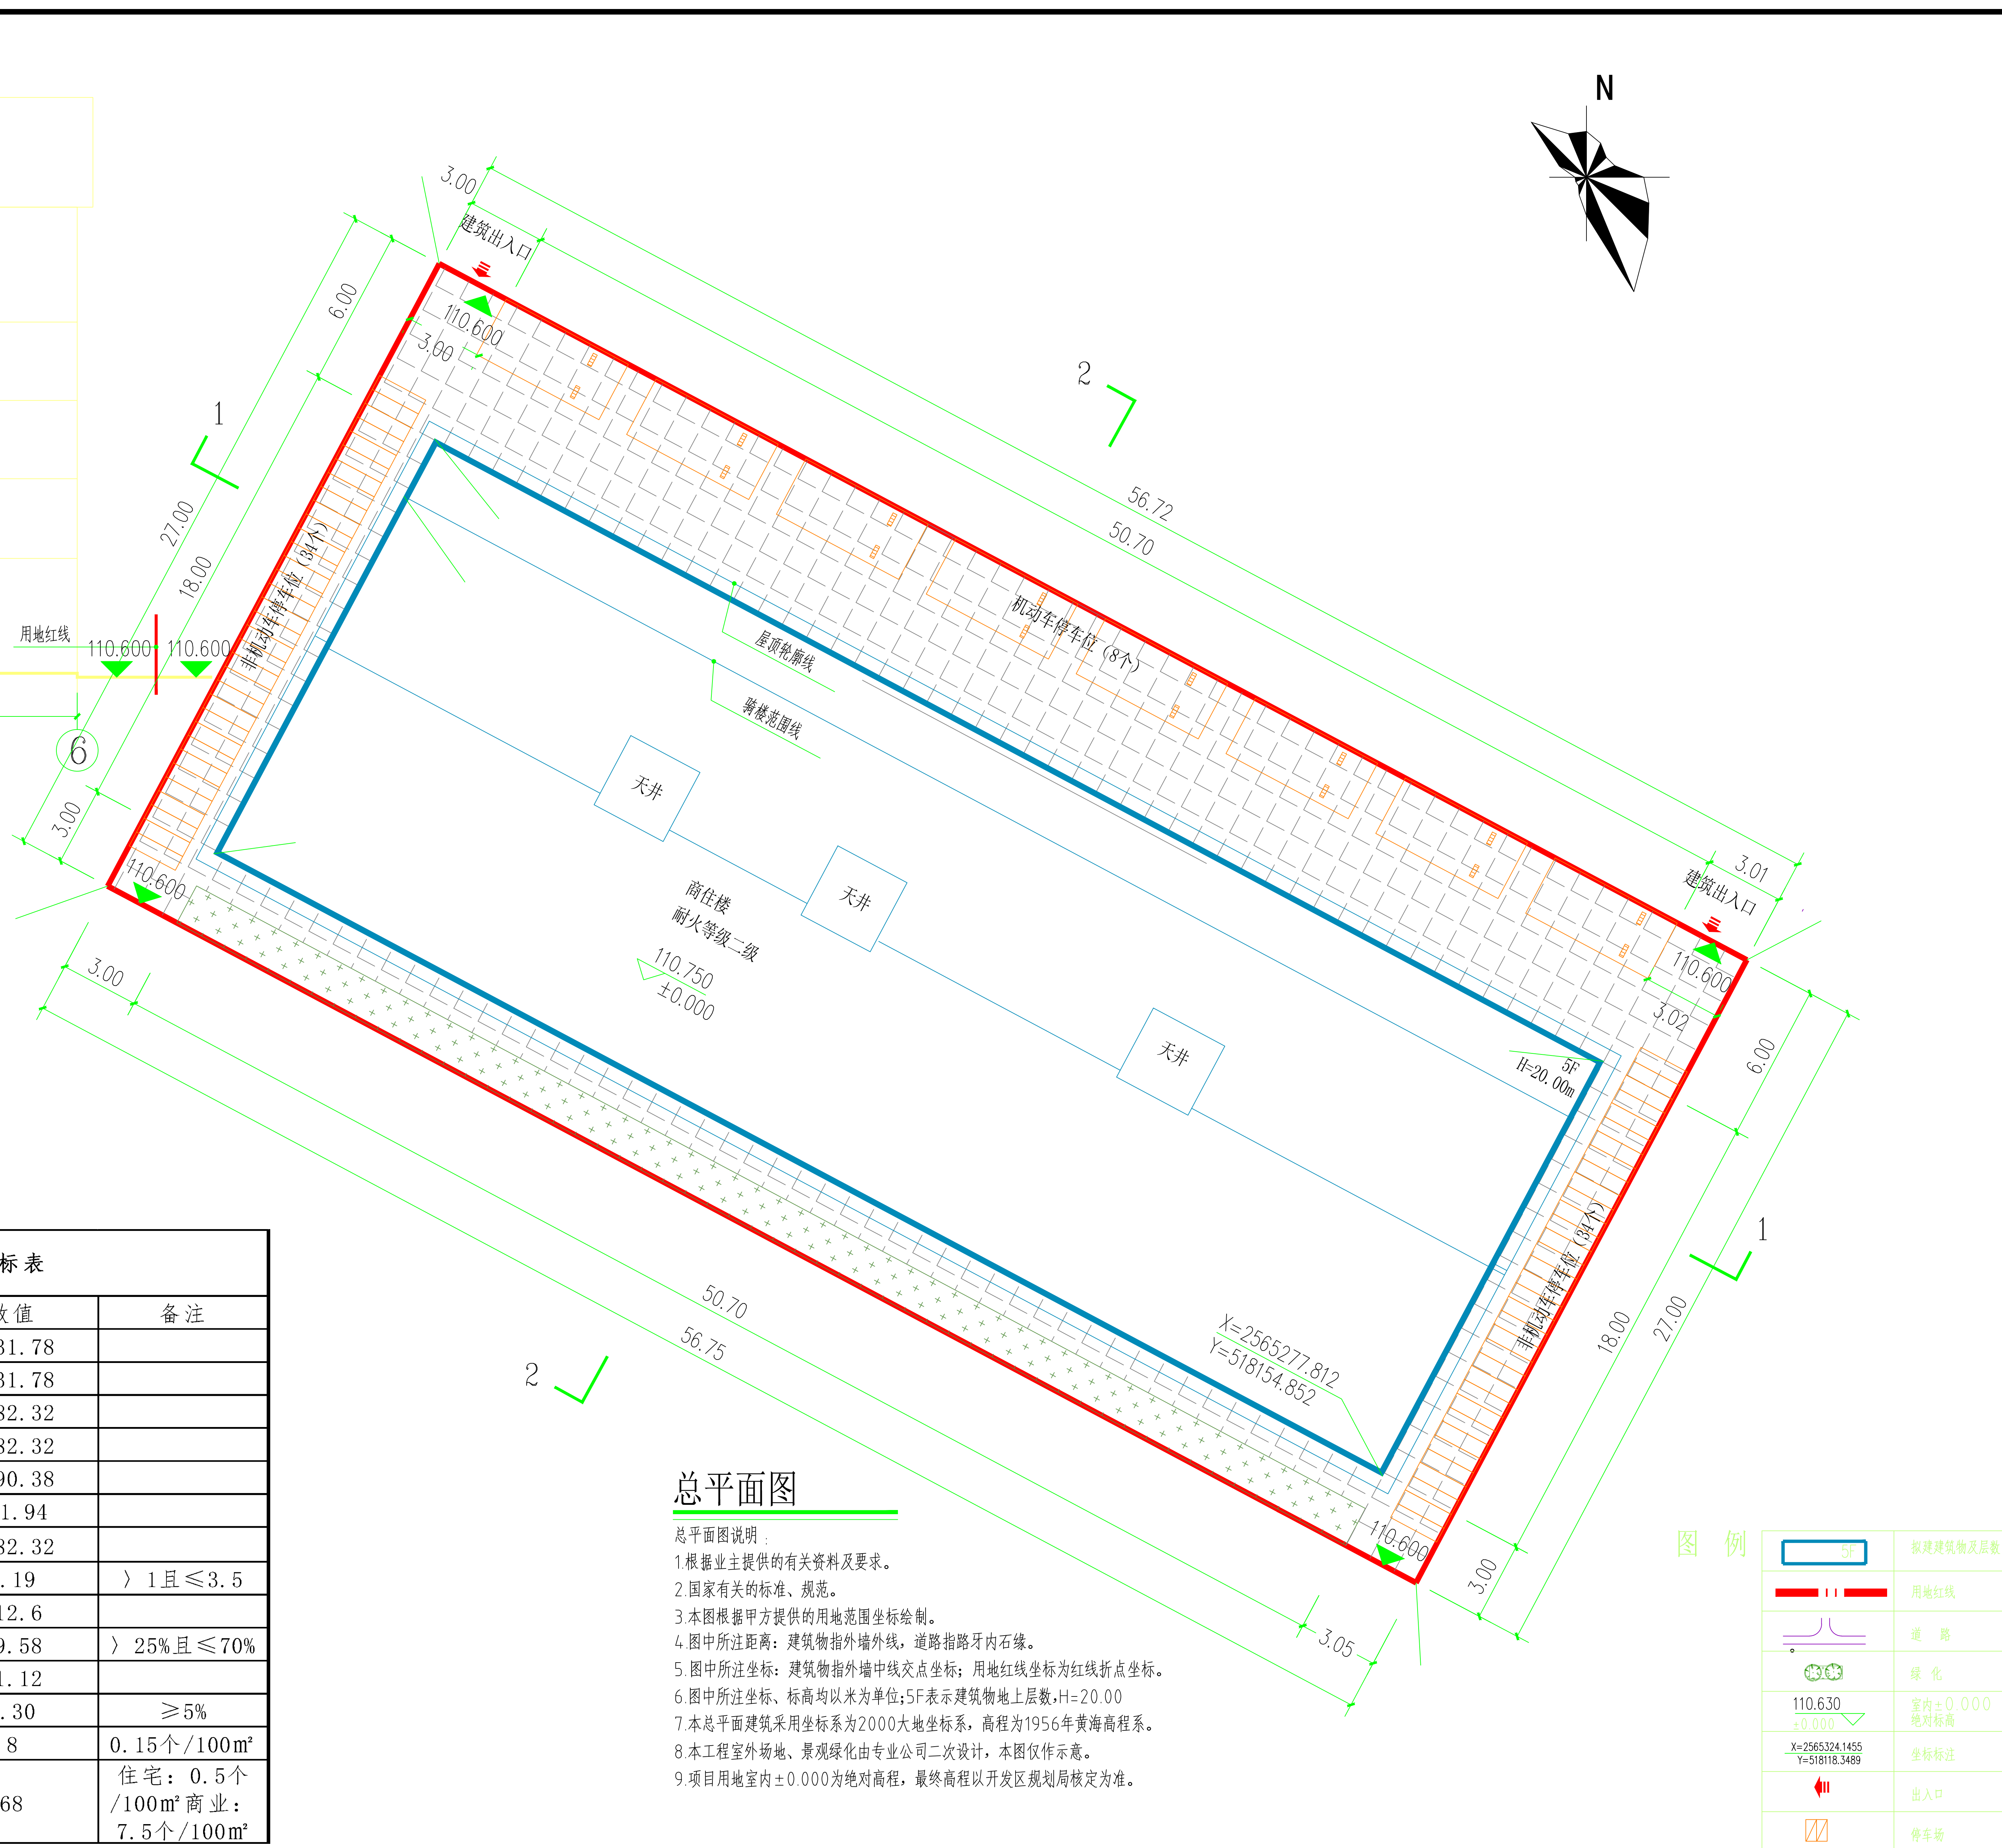 N
3.00
建筑出入口
6.00
110.600
3.00
2
1
56.72
50.70
27.00
18.00
非机动车停车位（34个）
机动车停车位（8个）
屋顶轮廓线
骑楼范围线
用地红线
110.600
110.600
6
3.00
110.600
天井
天井
天井
商住楼
耐火等级二级
110.750
±0.000
3.01
建筑出入口
110.600
3.02
5F
H=20.00m
6.00
3.00
1
18.00
27.00
非机动车停车位（34个）
50.70
56.75
2
X=2565277.812
Y=518154.852
110.600
3.00
3.05
标表
数值
备注
31.78
31.78
32.32
32.32
90.38
1.94
32.32
.19
〉1且≤3.5
12.6
9.58
〉25%且≤70%
1.12
.30
≥5%
8
0.15个/100㎡
68
住宅：0.5个
/100㎡商业：
7.5个/100㎡
总平面图
总平面图说明：
1.根据业主提供的有关资料及要求。
2.国家有关的标准、规范。
3.本图根据甲方提供的用地范围坐标绘制。
4.图中所注距离：建筑物指外墙外线，道路指路牙内石缘。
5.图中所注坐标：建筑物指外墙中线交点坐标；用地红线坐标为红线折点坐标。
6.图中所注坐标、标高均以米为单位;5F表示建筑物地上层数,H=20.00
7.本总平面建筑采用坐标系为2000大地坐标系，高程为1956年黄海高程系。
8.本工程室外场地、景观绿化由专业公司二次设计，本图仅作示意。
9.项目用地室内±0.000为绝对高程，最终高程以开发区规划局核定为准。
图 例
5F
拟建建筑物及层数
用地红线
道 路
绿 化
110.630
±0.000
室内±0.000
绝对标高
X=2565324.1455
Y=518118.3489
坐标标注
出入口
停车场